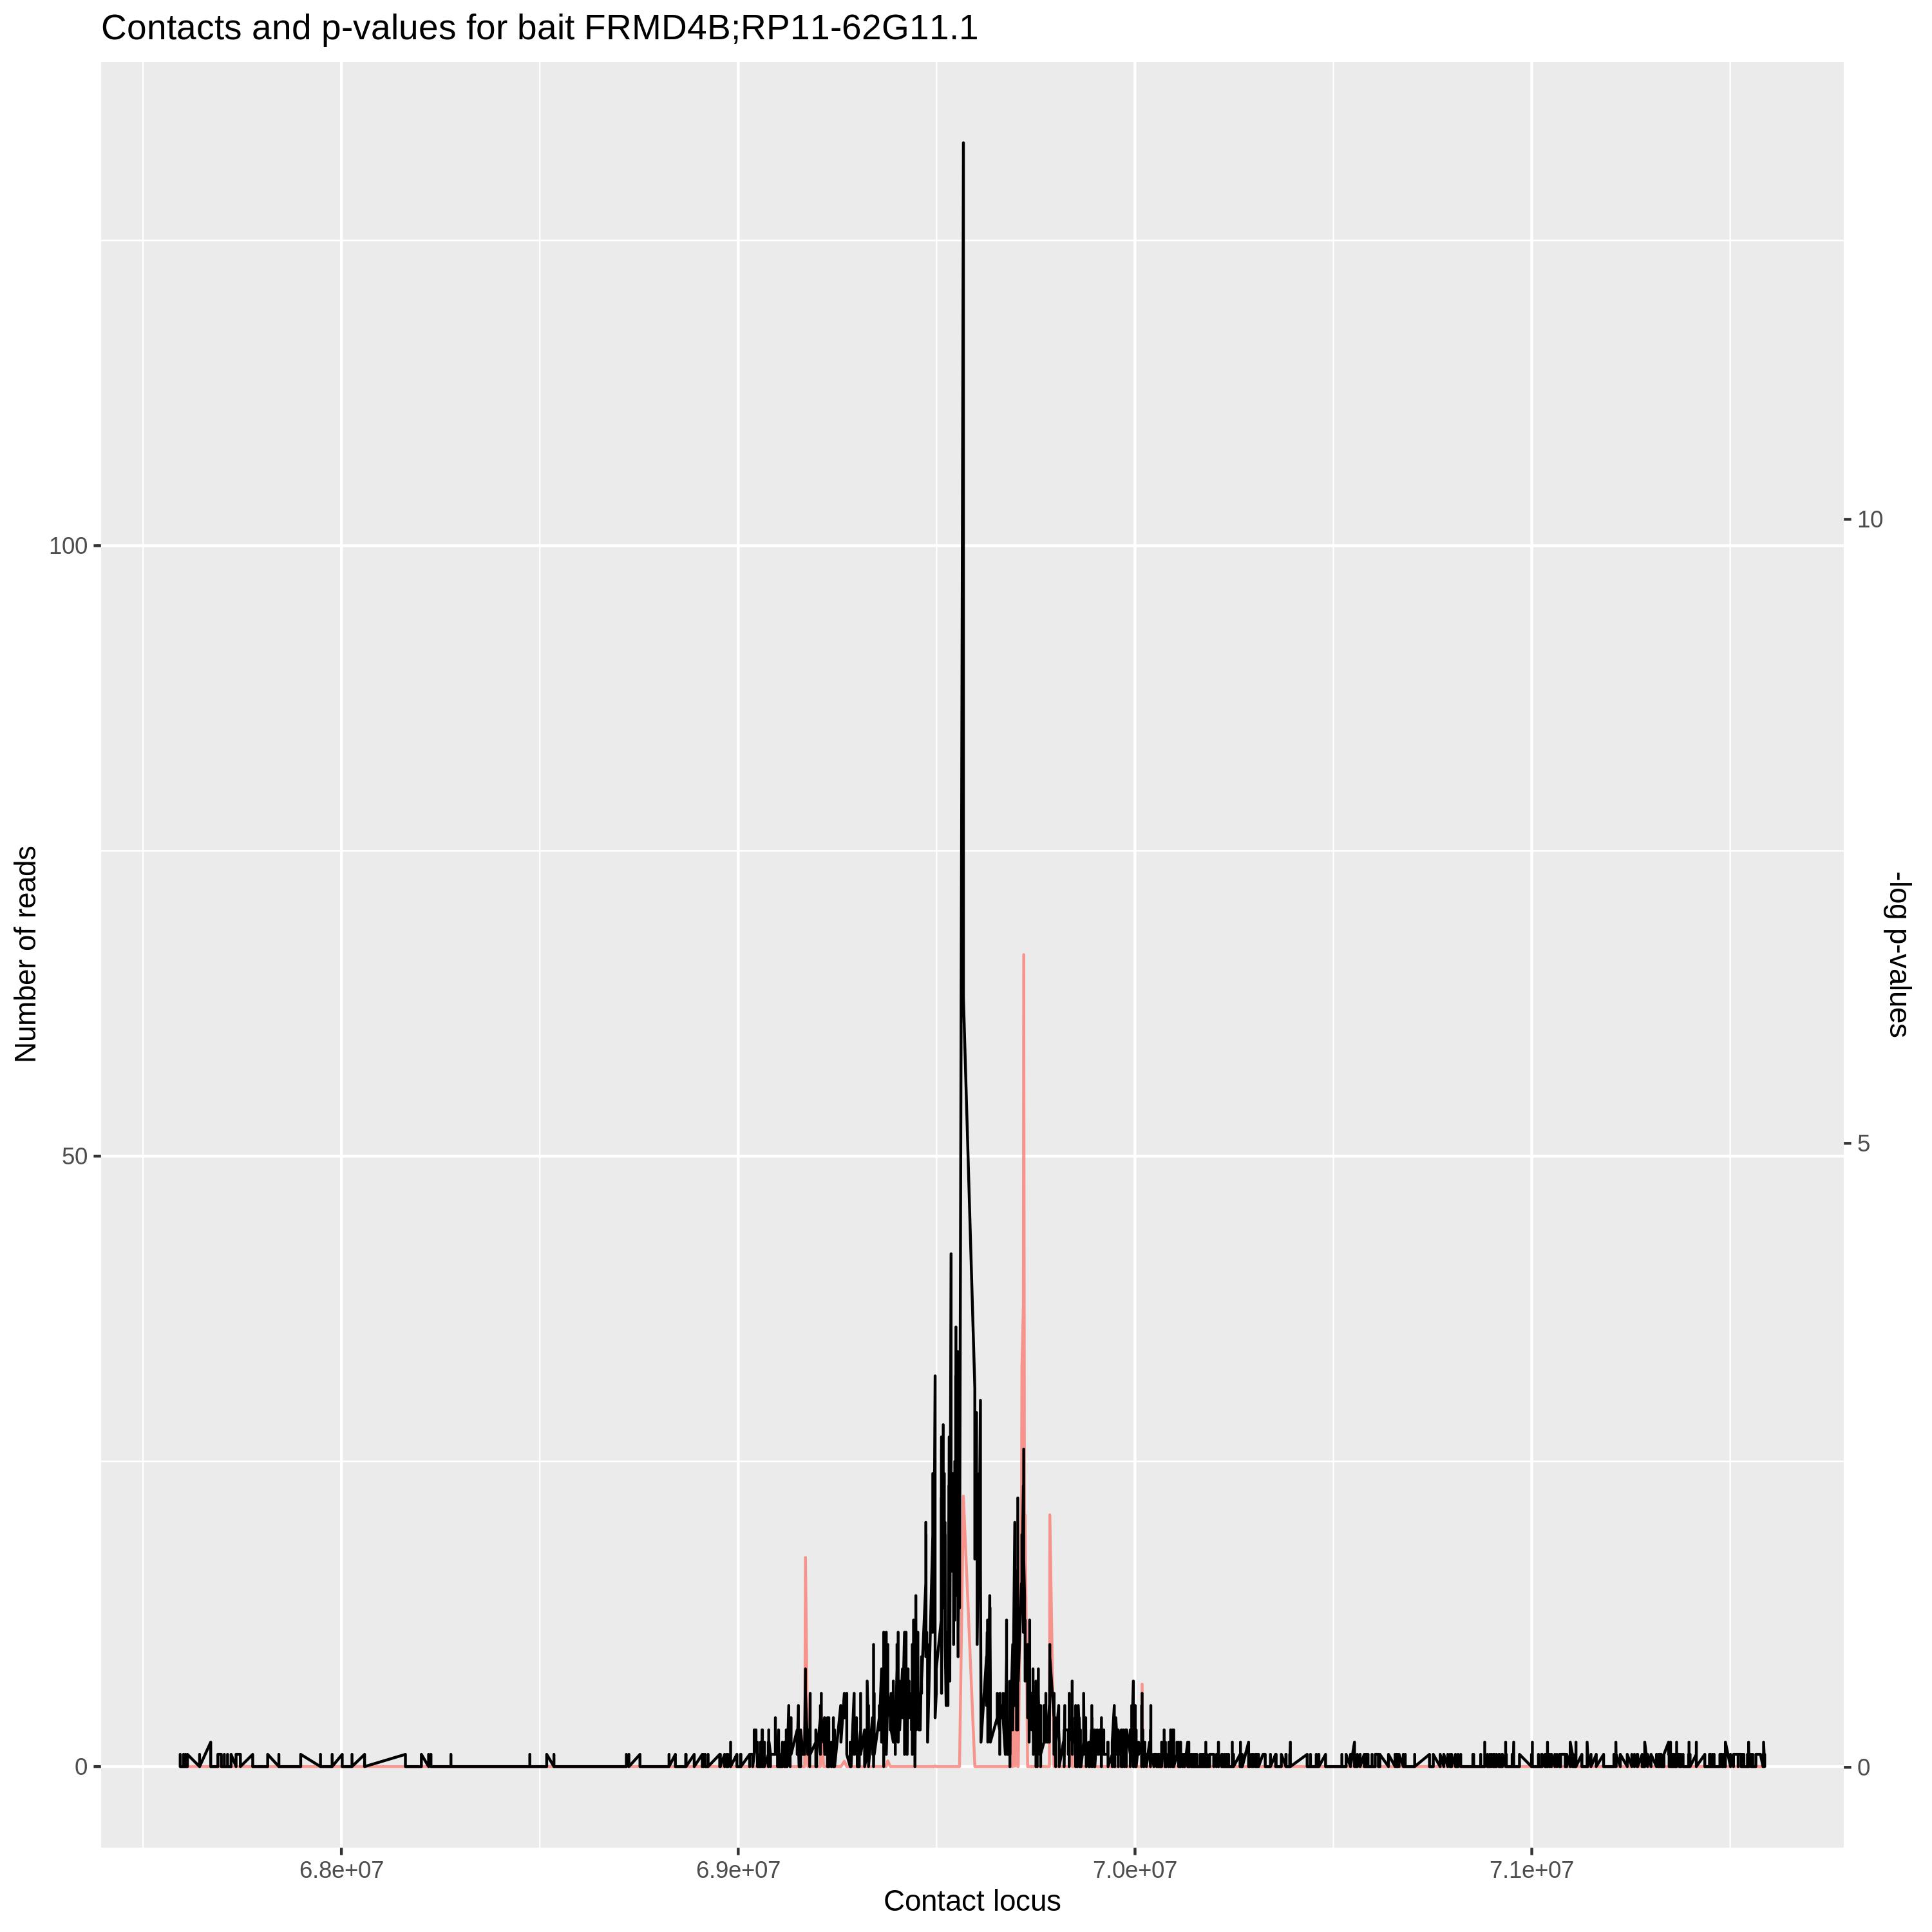 Contacts and p-values for bait FRMD4B;RP11-62G11.1
Number of reads
100
50
0
10
5
0
-log p-values
6.8e+07
6.9e+07
7.0e+07
7.1e+07
Contact locus